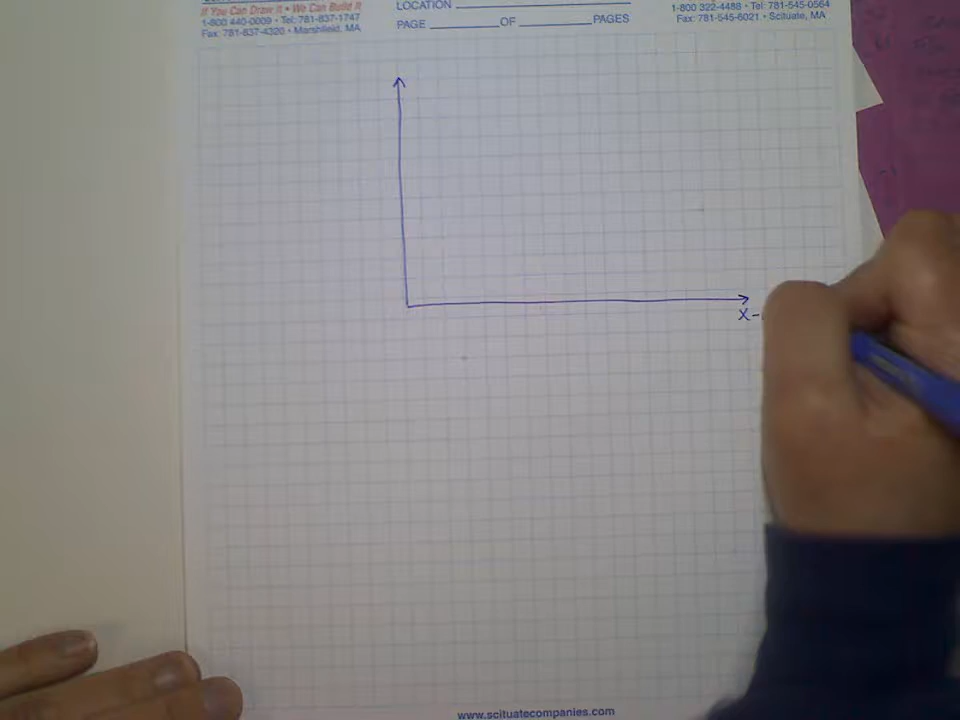 If You Can Draw It • We Can Build It
1-800 440-0009 • Tel: 781-837-1747
Fax: 781-837-4320 • Marshfield, MA
LOCATION
PAGE OF PAGES
1-800 322-4488 • Tel: 781-545-0564
Fax: 781-545-6021 • Scituate, MA
X-
www.scituatecompanies.com